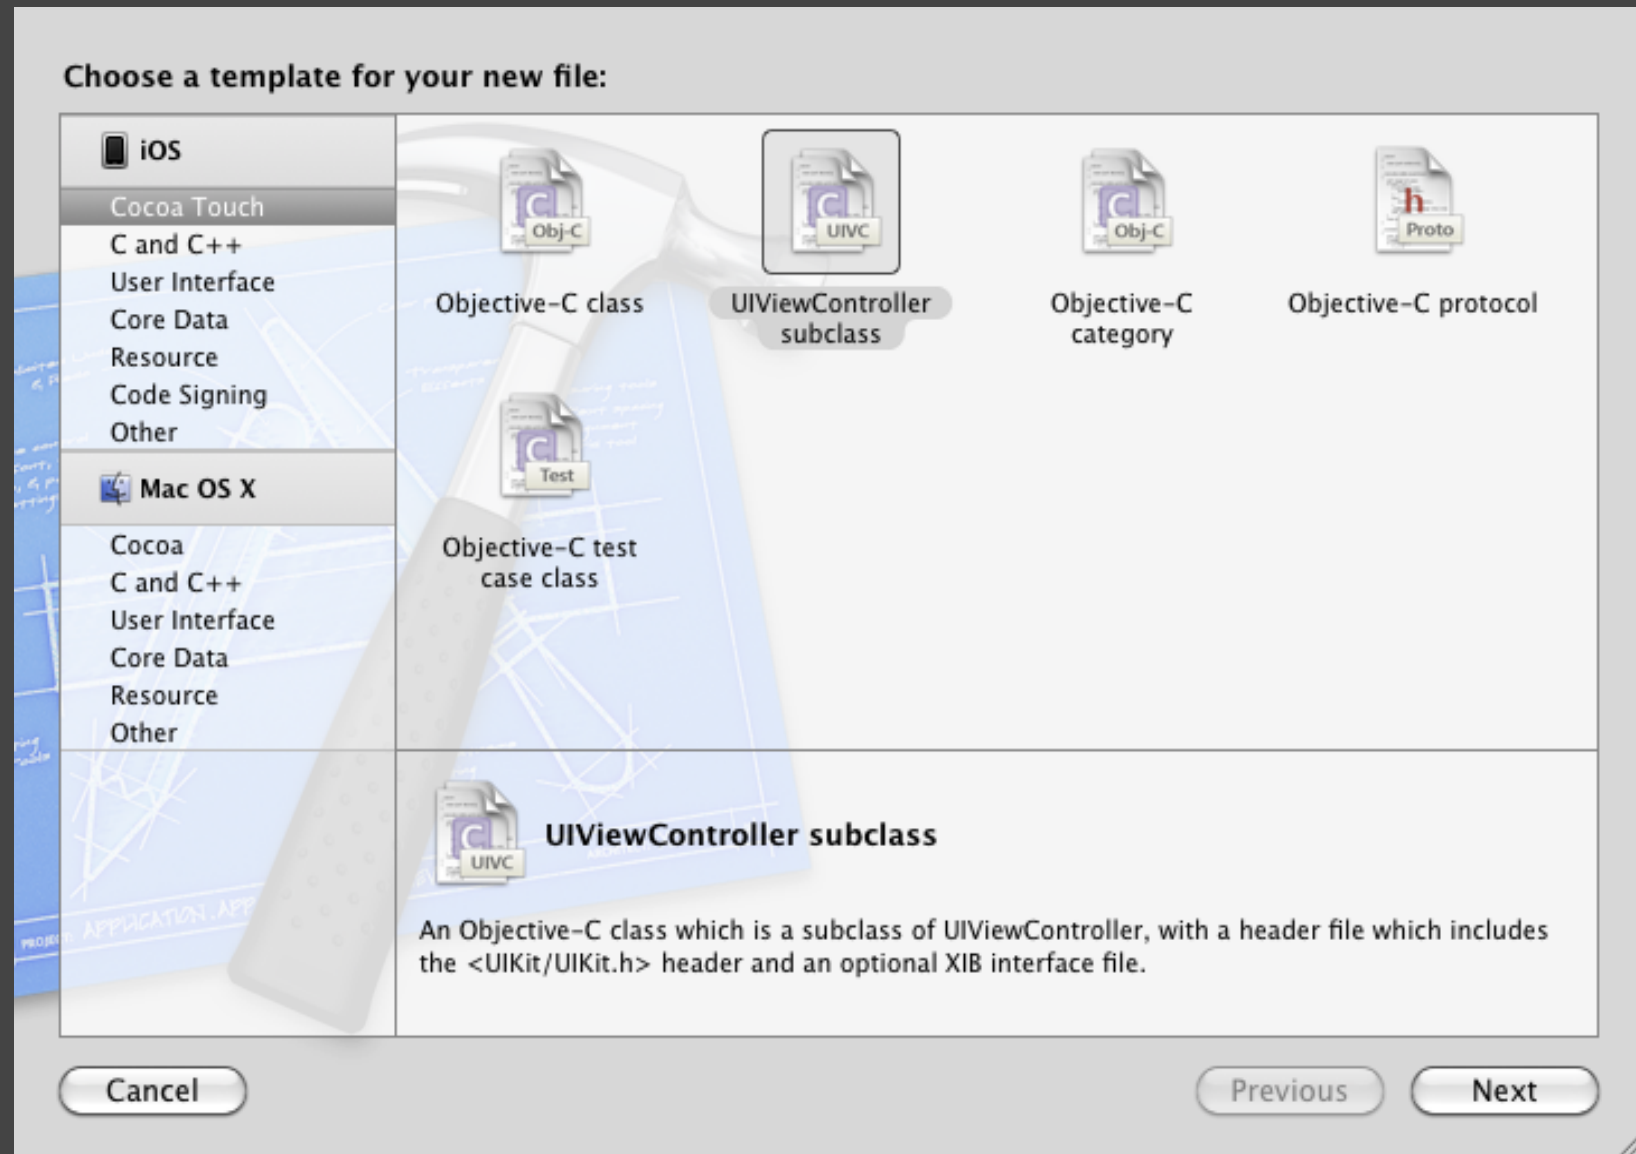 Choose a template for your new file:
iOS
Cocoa Touch
C and C++
User Interface
Core Data
Resource
Code Signing
Other
Mac OS X
Cocoa
C and C++
User Interface
Core Data
Resource
Other
Obj-C
Objective-C class
UIVC
UIViewController
subclass
Obj-C
Objective-C
category
h
Proto
Objective-C protocol
C
Test
Objective-C test
case class
UIVC
UIViewController subclass
An Objective-C class which is a subclass of UIViewController, with a header file which includes
the <UIKit/UIKit.h> header and an optional XIB interface file.
APPLICATION.APP
Cancel
Previous
Next